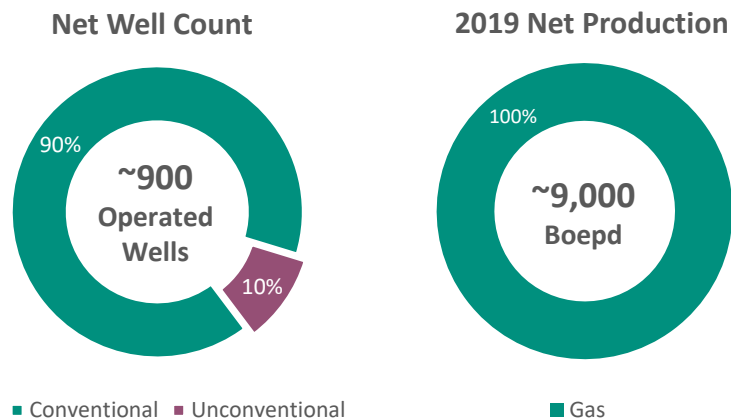 Net Well Count
90%
~900
Operated
Wells
10%
Conventional Unconventional
2019 Net Production
100%
~9,000
Boepd
Gas